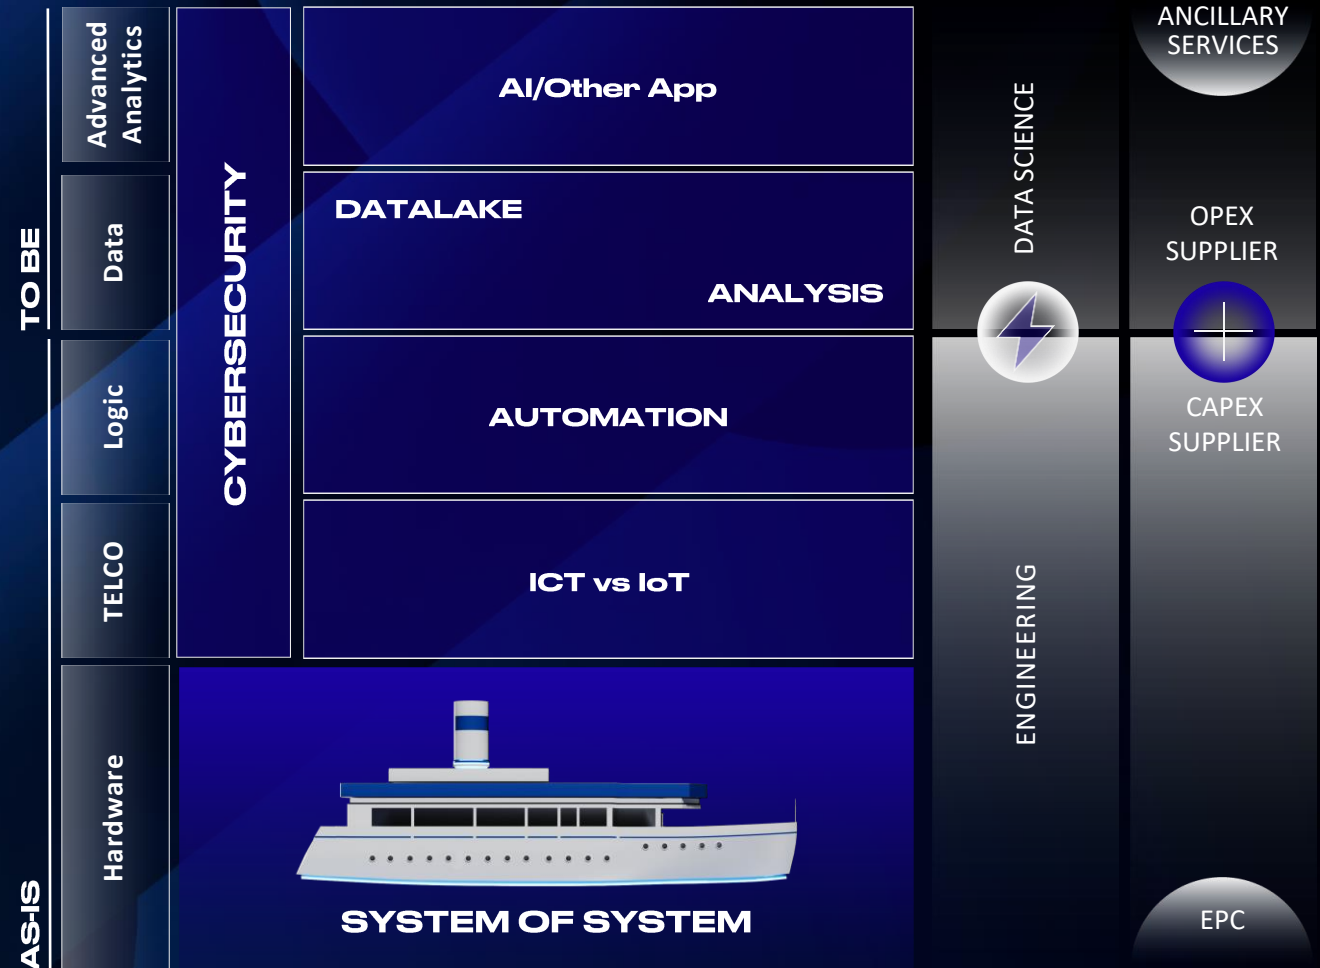 TO BE
AS-IS
Advanced
Analytics
Data
Logic
TELCO
Hardware
CYBERSECURITY
AI/Other App
DATALAKE
ANALYSIS
AUTOMATION
ICT vs IoT
SYSTEM OF SYSTEM
DATA SCIENCE
ENGINEERING
ANCILLARY
SERVICES
OPEX
SUPPLIER
CAPEX
SUPPLIER
EPC